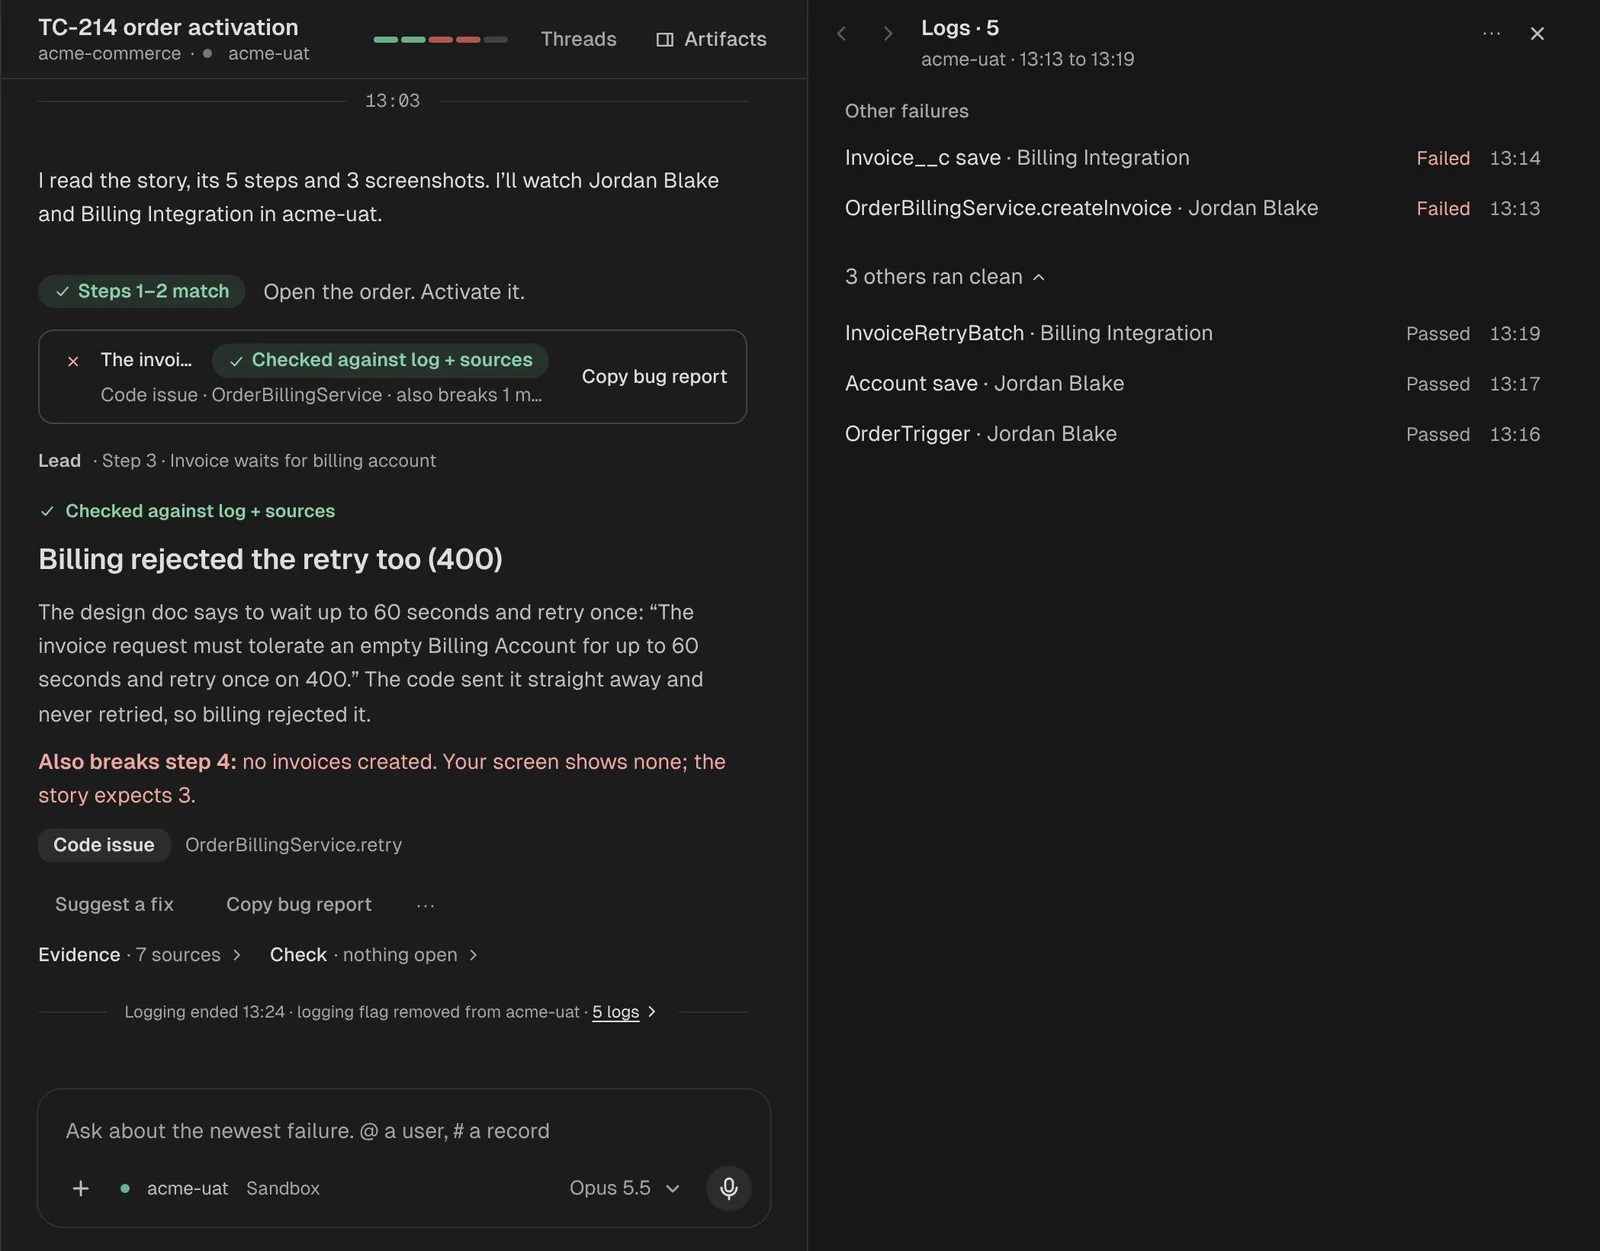 TC-214 order activation
acme-commerce · acme-uat
Threads
Artifacts
13:03
I read the story, its 5 steps and 3 screenshots. I’ll watch Jordan Blake
and Billing Integration in acme-uat.
Steps 1–2 match
Open the order. Activate it.
The invoi...
Checked against log + sources
Code issue · OrderBillingService · also breaks 1 m...
Copy bug report
Lead · Step 3 · Invoice waits for billing account
Checked against log + sources
Billing rejected the retry too (400)
The design doc says to wait up to 60 seconds and retry once: “The
invoice request must tolerate an empty Billing Account for up to 60
seconds and retry once on 400.” The code sent it straight away and
never retried, so billing rejected it.
Also breaks step 4: no invoices created. Your screen shows none; the
story expects 3.
Code issue
OrderBillingService.retry
Suggest a fix
Copy bug report
...
Evidence · 7 sources
Check · nothing open
Logging ended 13:24 · logging flag removed from acme-uat · 5 logs
Ask about the newest failure. @ a user, # a record
acme-uat Sandbox
Opus 5.5
Logs · 5
acme-uat · 13:13 to 13:19
...
Other failures
Invoice__c save · Billing Integration Failed 13:14
OrderBillingService.createInvoice · Jordan Blake Failed 13:13
3 others ran clean
InvoiceRetryBatch · Billing Integration Passed 13:19
Account save · Jordan Blake Passed 13:17
OrderTrigger · Jordan Blake Passed 13:16